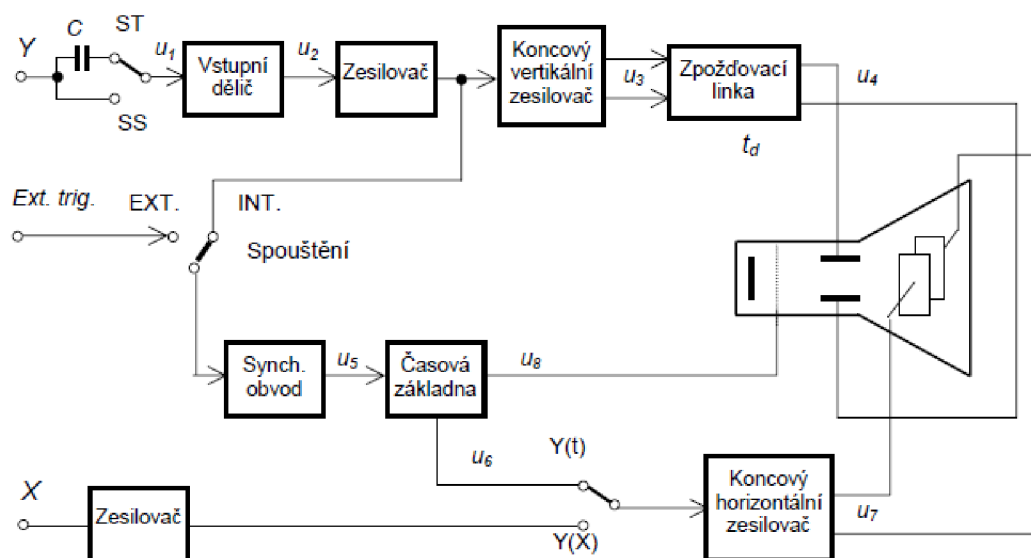 Y
C
ST
SS
u1
Vstupní
dělič
u2
Zesilovač
Koncový
vertikální
zesilovač
u3
Zpožďovací
linka
u4
td
Ext. trig.
EXT.
INT.
Spouštění
Synch.
obvod
u5
Časová
základna
u8
u6
Y(t)
X
Zesilovač
Y(X)
Koncový
horizontální
zesilovač
u7